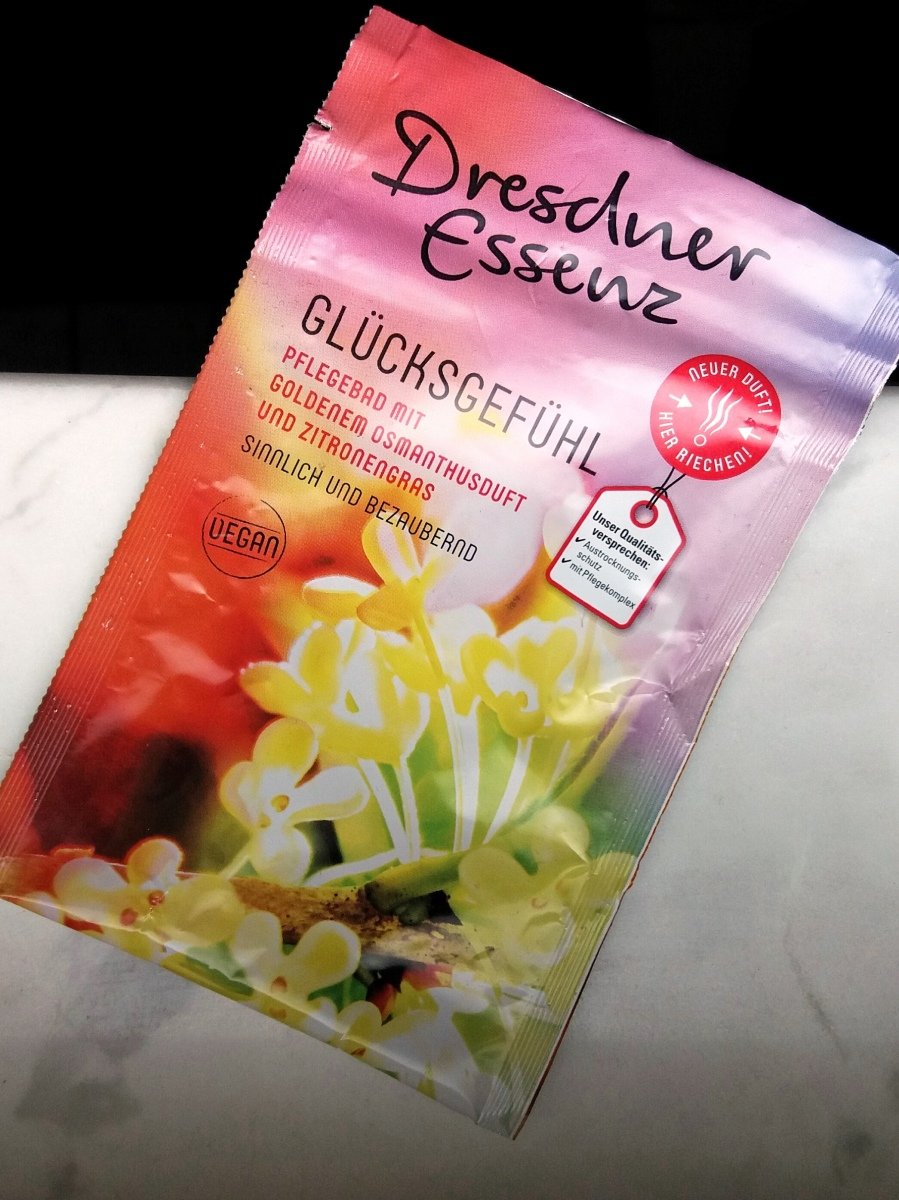 Dresdner
Essenz
GLÜCKSGEFÜHL
PFLEGEBAD MIT
GOLDENEM OSMANTHUSDUFT
UND ZITRONENGRAS
SINNLICH UND BEZAUBERND
VEGAN
NEUER DUFT!
HIER RIECHEN!
Unser Qualitäts-
versprechen:
✔ Austrocknungs-
schutz
✔ mit Pflegekomplex